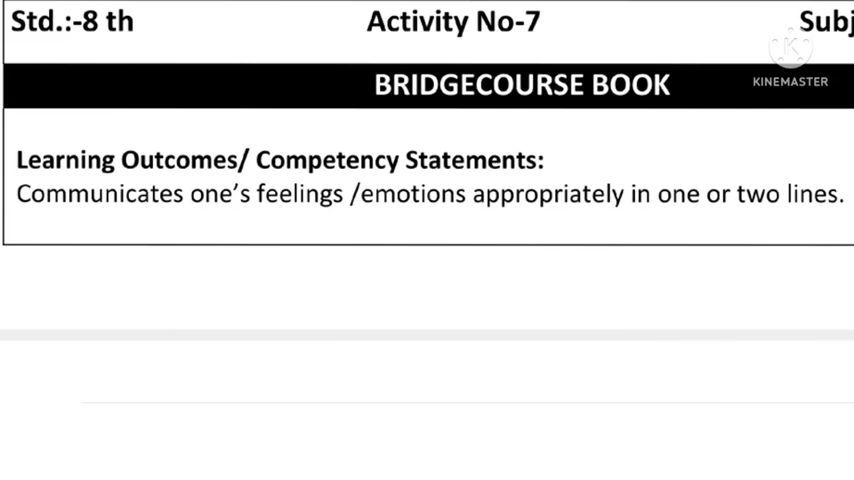 Std.:-8 th Activity No-7
BRIDGECOURSE BOOK
KINEMASTER
Learning Outcomes/ Competency Statements:
Communicates one's feelings /emotions appropriately in one or two lines.